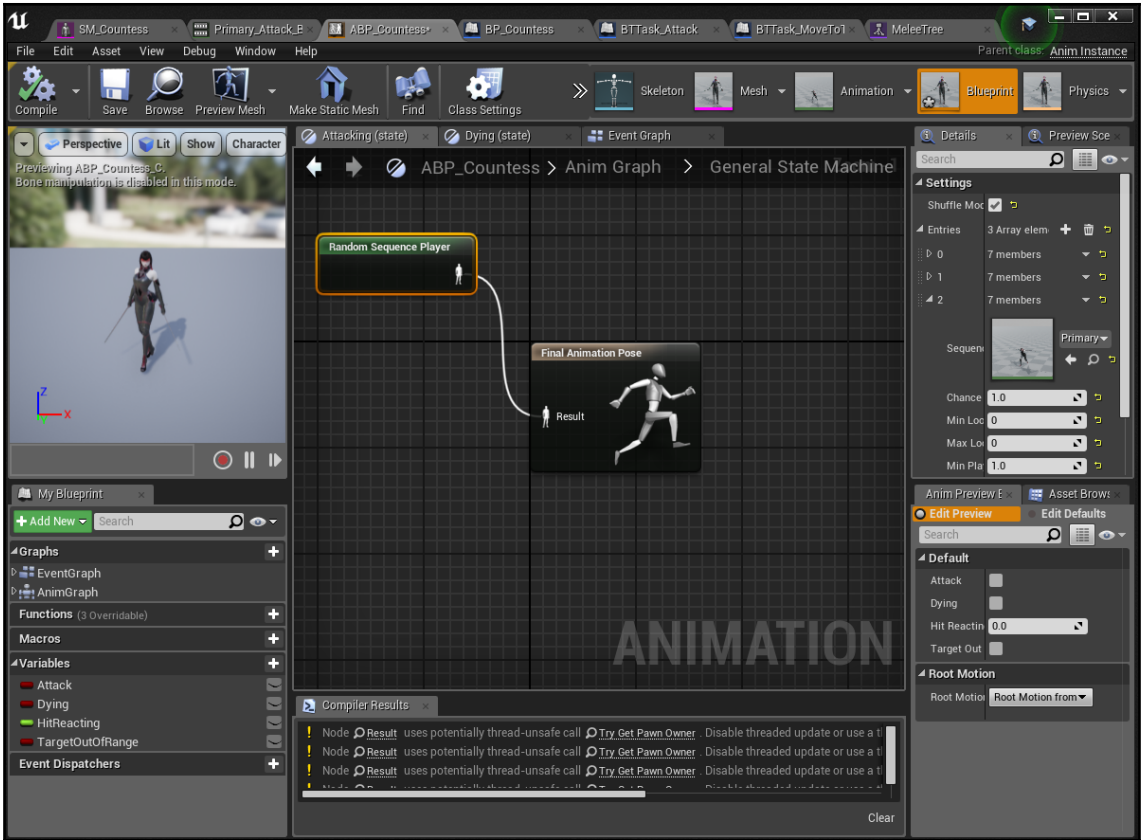 SM_Countess
Primary_Attack_B
ABP_Countess*
BP_Countess
BTTask_Attack
BTTask_MoveToT
MeleeTree
File Edit Asset View Debug Window Help
Parent class: Anim Instance
Compile
Save
Browse
Preview Mesh
Make Static Mesh
Find
Class Settings
Skeleton
Mesh
Animation
Blueprint
Physics
Perspective
Lit
Show
Character
Previewing ABP_Countess_C.
Bone manipulation is disabled in this mode.
Z
X
Attacking (state)
Dying (state)
Event Graph
ABP_Countess > Anim Graph > General State Machine
Random Sequence Player
Final Animation Pose
Result
ANIMATION
Details
Preview Sce
Search
Settings
Shuffle Mod
Entries 3 Array elem
0 7 members
1 7 members
2 7 members
Sequen
Primary
Chance 1.0
Min Loo 0
Max Lo 0
Min Pla 1.0
My Blueprint
+ Add New
Search
Graphs
EventGraph
AnimGraph
Functions (3 Overridable)
Macros
Variables
Attack
Dying
HitReacting
TargetOutOfRange
Event Dispatchers
Compiler Results
! Node Result uses potentially thread-unsafe call Try Get Pawn Owner . Disable threaded update or use a t
! Node Result uses potentially thread-unsafe call Try Get Pawn Owner . Disable threaded update or use a t
! Node Result uses potentially thread-unsafe call Try Get Pawn Owner . Disable threaded update or use a t
Clear
Anim Preview E
Asset Brows
Edit Preview
Edit Defaults
Search
Default
Attack
Dying
Hit Reactin 0.0
Target Out
Root Motion
Root Motio Root Motion from